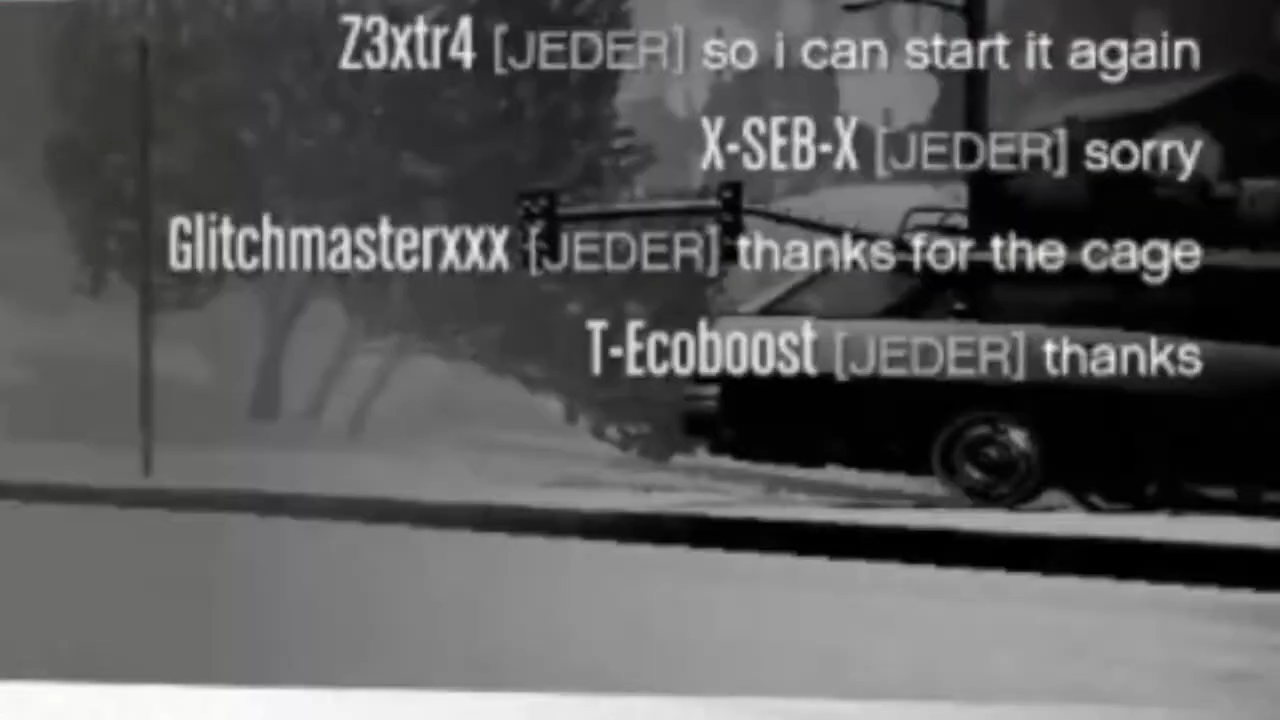 Z3xtr4 [JEDER] so i can start it again
X-SEB-X [JEDER] sorry
Glitchmasterxxx [JEDER] thanks for the cage
T-Ecoboost [JEDER] thanks